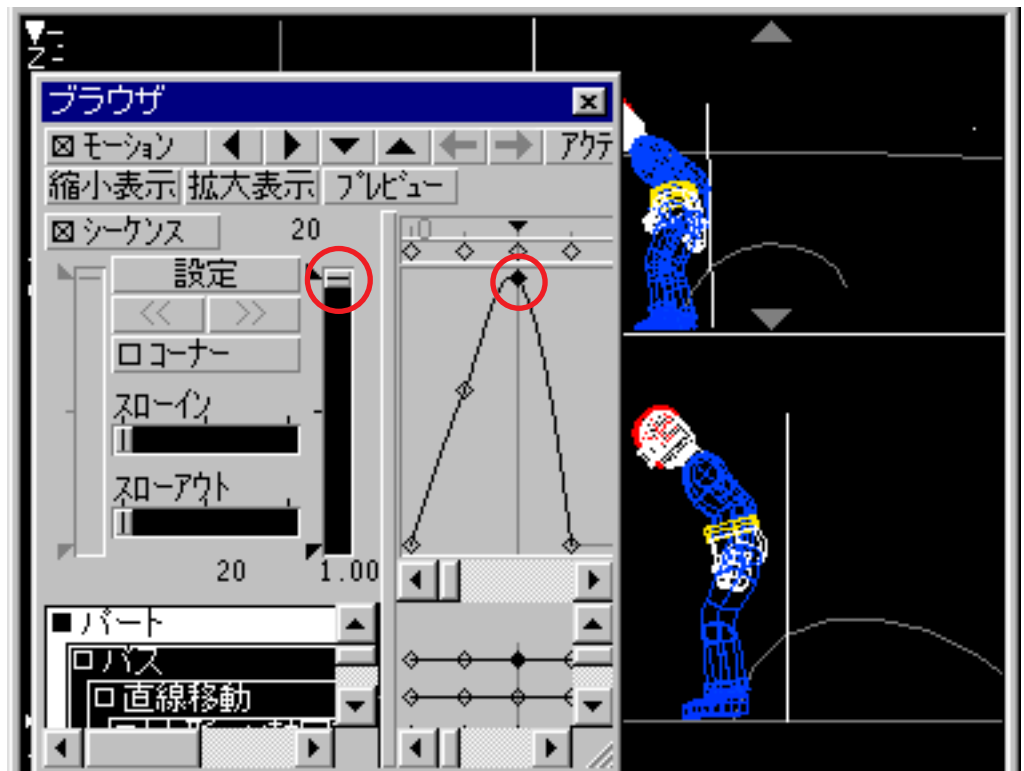 Z
ブラウザ
モーション
アクテ
縮小表示 拡大表示 プレビュー
シーケンス 20
設定
<< >>
コーナー
スローイン
スローアウト
20 1.00
パート
パス
直線移動